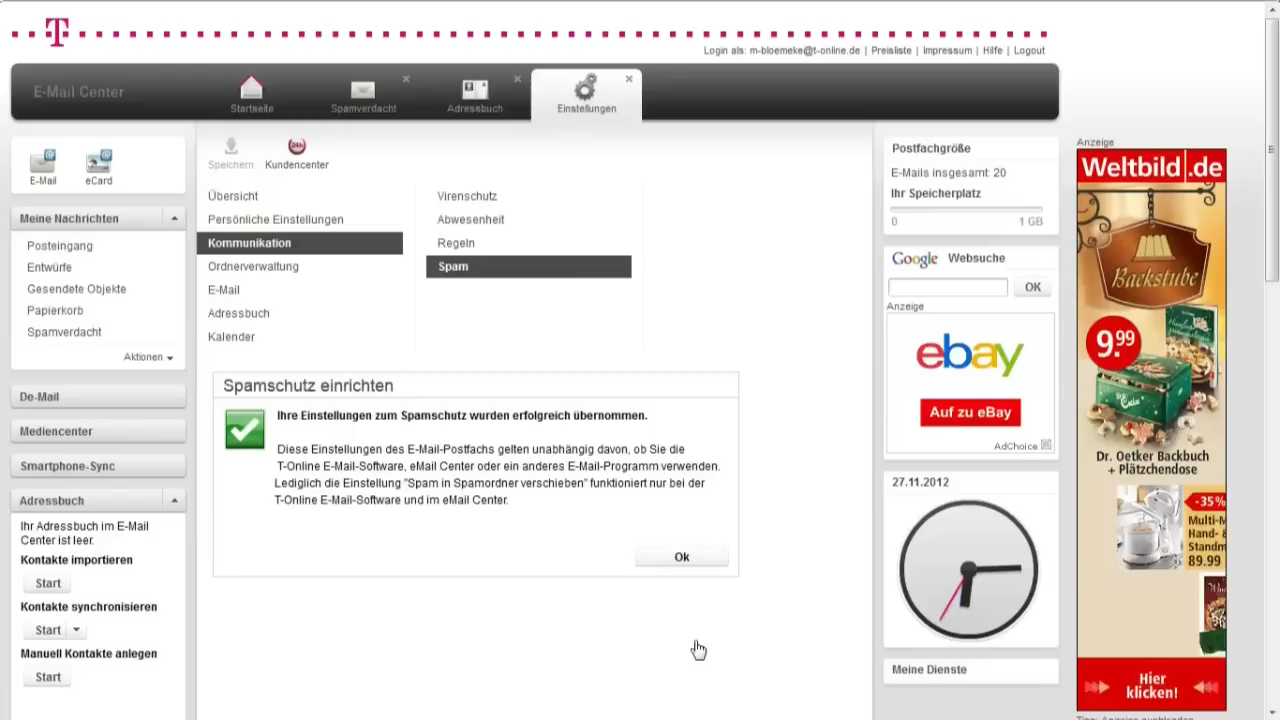 T
Login als: m-bloemeke@t-online.de | Preisliste | Impressum | Hilfe | Logout
E-Mail Center
Startseite
Spamverdacht
Adressbuch
Einstellungen
E-Mail
eCard
Meine Nachrichten
Posteingang
Entwürfe
Gesendete Objekte
Papierkorb
Spamverdacht
Aktionen
De-Mail
Mediencenter
Smartphone-Sync
Adressbuch
Ihr Adressbuch im E-Mail
Center ist leer.
Kontakte importieren
Start
Kontakte synchronisieren
Start
Manuell Kontakte anlegen
Start
Speichern
24h
Kundencenter
Übersicht
Persönliche Einstellungen
Kommunikation
Ordnerverwaltung
E-Mail
Adressbuch
Kalender
Virenschutz
Abwesenheit
Regeln
Spam
Spamschutz einrichten
Ihre Einstellungen zum Spamschutz wurden erfolgreich übernommen.
Diese Einstellungen des E-Mail-Postfachs gelten unabhängig davon, ob Sie die
T-Online E-Mail-Software, eMail Center oder ein anderes E-Mail-Programm verwenden.
Lediglich die Einstellung "Spam in Spamordner verschieben" funktioniert nur bei der
T-Online E-Mail-Software und im eMail Center.
Ok
Postfachgröße
E-Mails insgesamt: 20
Ihr Speicherplatz
0 1 GB
Google Websuche
OK
Anzeige
ebay
Auf zu eBay
AdChoice
27.11.2012
Meine Dienste
Anzeige
Weltbild.de
Backstube
9.99
Dr. Oetker Backbuch
+ Plätzchendose
-35%
Multi-M
Hand- &
Standm
89.99
Hier
klicken!